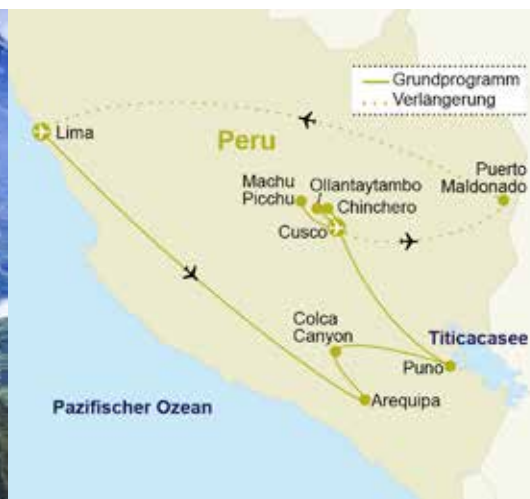 Grundprogramm
Verlängerung
Lima
Peru
Puerto
Maldonado
Machu
Picchu
Ollantaytambo
Chinchero
Cusco
Colca
Canyon
Titicacasee
Puno
Arequipa
Pazifischer Ozean